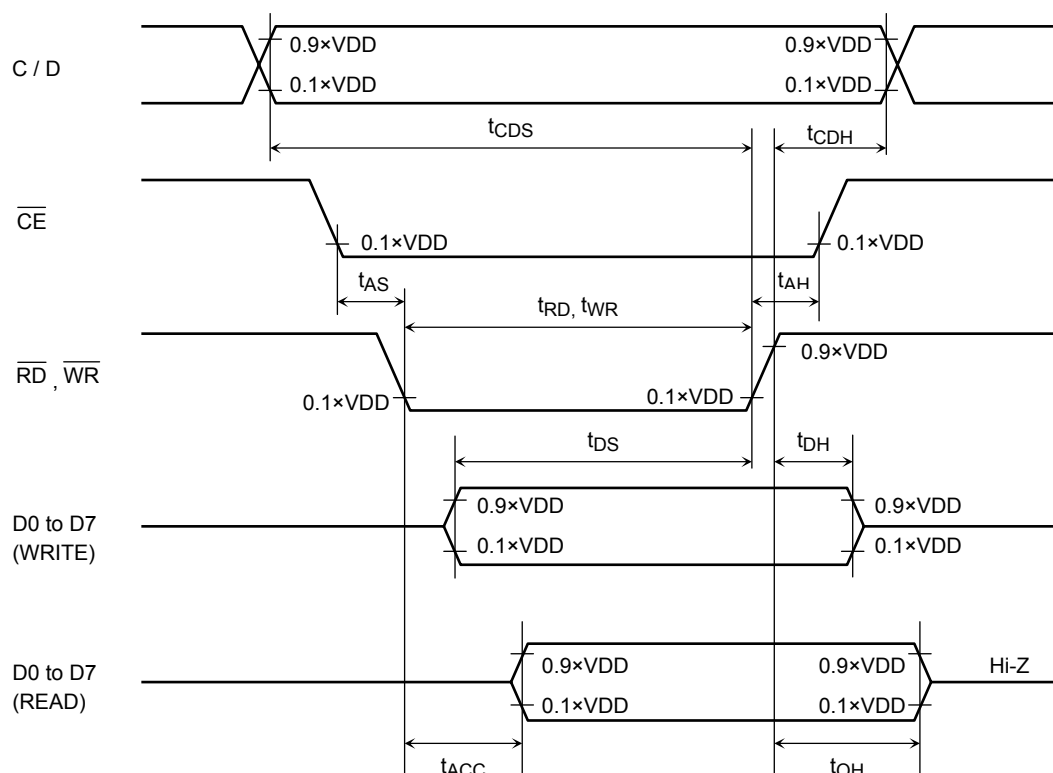 0.9×VDD 0.9×VDD
C / D
0.1×VDD 0.1×VDD
tCDS tCDH
CE
0.1×VDD 0.1×VDD
tAS tAH
tRD, tWR
0.9×VDD
RD , WR
0.1×VDD 0.1×VDD
tDS tDH
0.9×VDD 0.9×VDD
D0 to D7
(WRITE)
0.1×VDD 0.1×VDD
D0 to D7
0.9×VDD 0.9×VDD Hi-Z
(READ)
0.1×VDD 0.1×VDD
tACC tOH